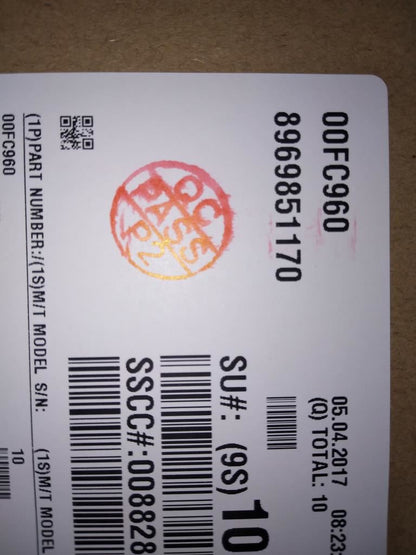 00FC960
8969851170
05.04.2017 08:23
(Q) TOTAL: 10
QC
PASS
SU#: (9S)10
SSCC#:008828
(1P)PART NUMBER:/(1S)M/T MODEL S/N:
(1S)M/T MODEL
00FC960
10